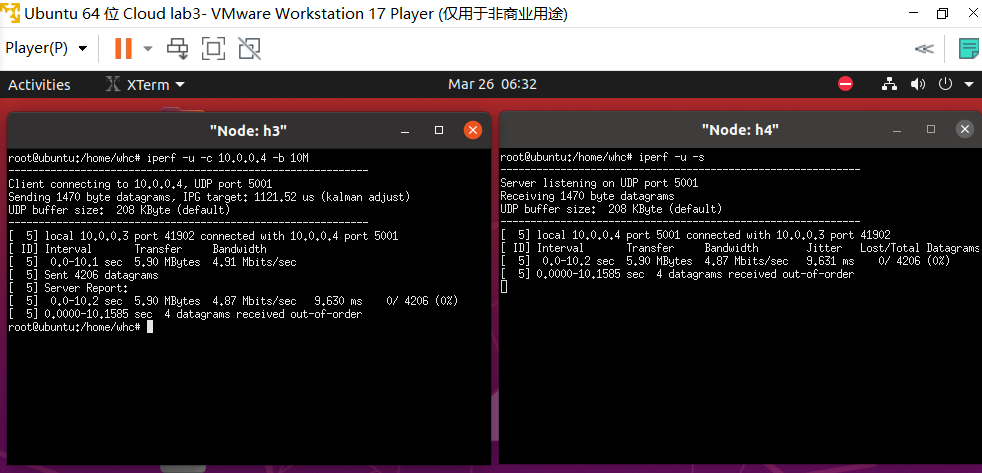 Ubuntu 64 位 Cloud lab3- VMware Workstation 17 Player (仅用于非商业用途)
Player(P)
Activities XTerm Mar 26 06:32
"Node: h3"
root@ubuntu:/home/whc# iperf -u -c 10.0.0.4 -b 10M
------------------------------------------------------------
Client connecting to 10.0.0.4, UDP port 5001
Sending 1470 byte datagrams, IPG target: 1121.52 us (kalman adjust)
UDP buffer size:  208 KByte (default)
------------------------------------------------------------
[  5] local 10.0.0.3 port 41902 connected with 10.0.0.4 port 5001
[ ID] Interval       Transfer     Bandwidth
[  5]  0.0-10.1 sec  5.90 MBytes  4.91 Mbits/sec
[  5] Sent 4206 datagrams
[  5] Server Report:
[  5]  0.0-10.2 sec  5.90 MBytes  4.87 Mbits/sec   9.630 ms    0/ 4206 (0%)
[  5] 0.0000-10.1585 sec  4 datagrams received out-of-order
root@ubuntu:/home/whc#
"Node: h4"
root@ubuntu:/home/whc# iperf -u -s
------------------------------------------------------------
Server listening on UDP port 5001
Receiving 1470 byte datagrams
UDP buffer size:  208 KByte (default)
------------------------------------------------------------
[  5] local 10.0.0.4 port 5001 connected with 10.0.0.3 port 41902
[ ID] Interval       Transfer     Bandwidth        Jitter   Lost/Total Datagrams
[  5]  0.0-10.2 sec  5.90 MBytes  4.87 Mbits/sec   9.631 ms    0/ 4206 (0%)
[  5] 0.0000-10.1585 sec  4 datagrams received out-of-order